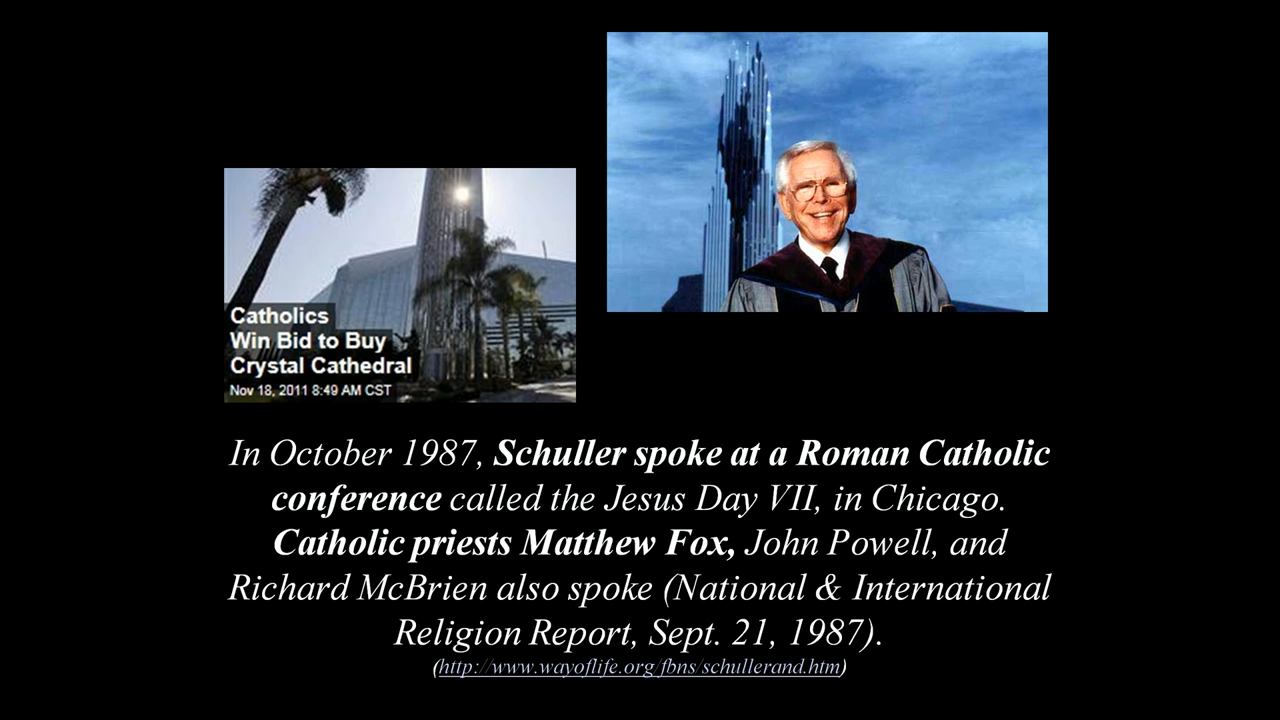 Catholics
Win Bid to Buy
Crystal Cathedral
Nov 18, 2011 8:49 AM CST
In October 1987, Schuller spoke at a Roman Catholic
conference called the Jesus Day VII, in Chicago.
Catholic priests Matthew Fox, John Powell, and
Richard McBrien also spoke (National & International
Religion Report, Sept. 21, 1987).
(http://www.wayoflife.org/fbns/schullerand.htm)